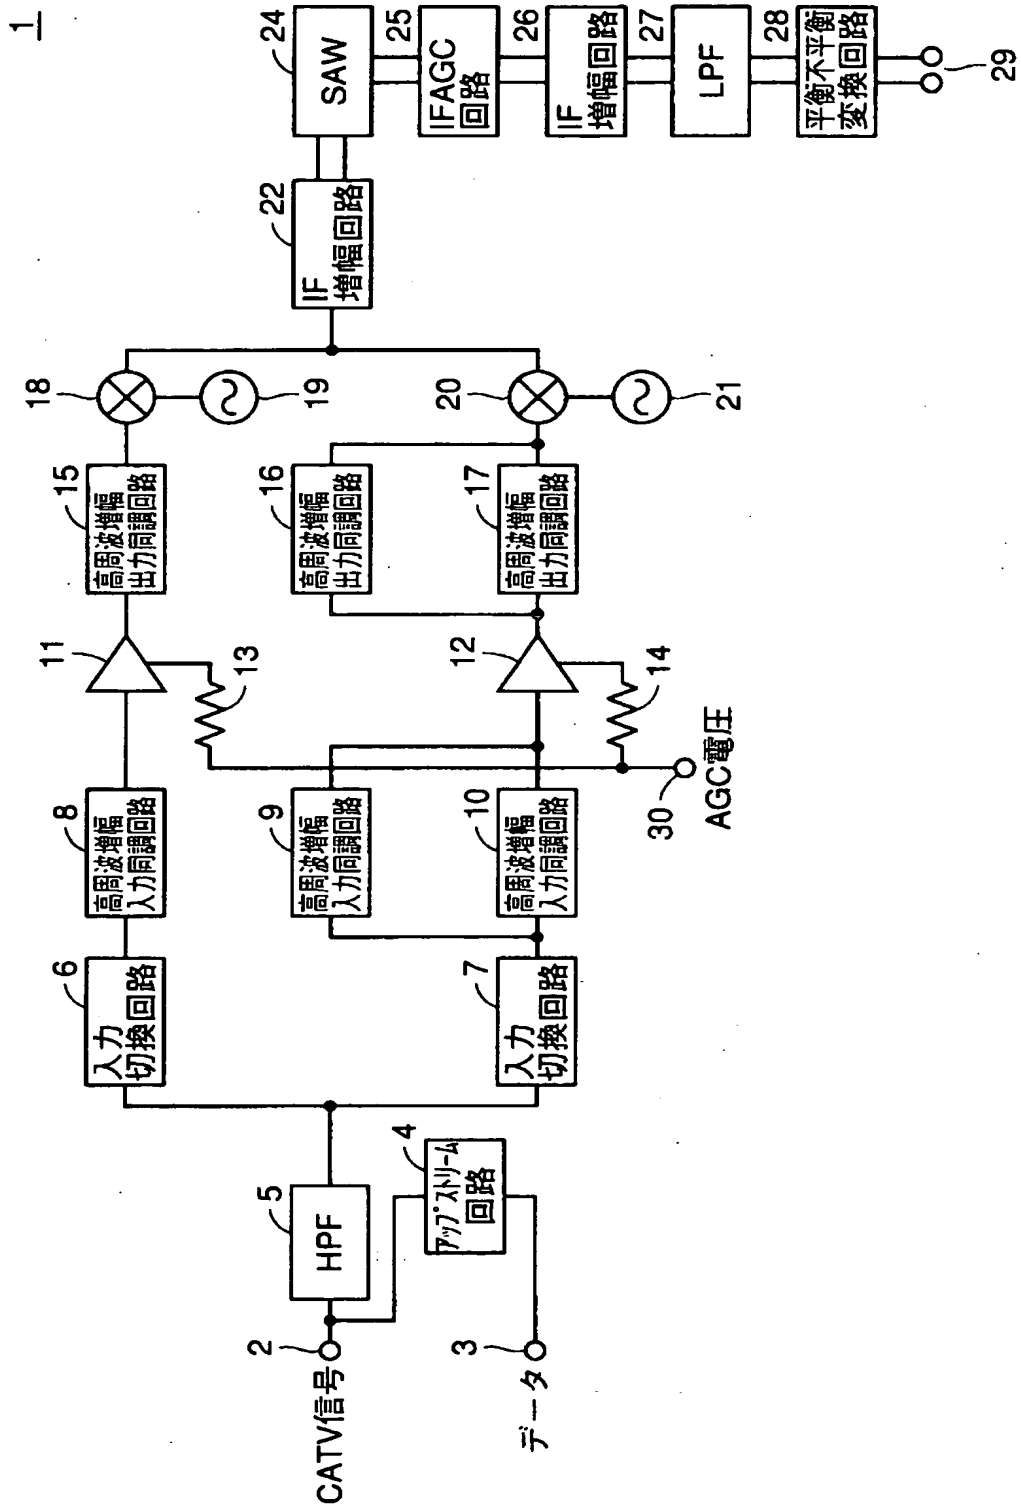 1
CATV信号
2
データ
3
アップストリーム
回路
4
HPF
5
入力
切換回路
6
入力
切換回路
7
高周波増幅
入力同調回路
8
高周波増幅
入力同調回路
9
高周波増幅
入力同調回路
10
11
12
13
14
30
AGC電圧
高周波増幅
出力同調回路
15
高周波増幅
出力同調回路
16
高周波増幅
出力同調回路
17
18
19
20
21
IF
増幅回路
22
SAW
24
IFAGC
回路
25
IF
増幅回路
26
LPF
27
平衡不平衡
変換回路
28
29